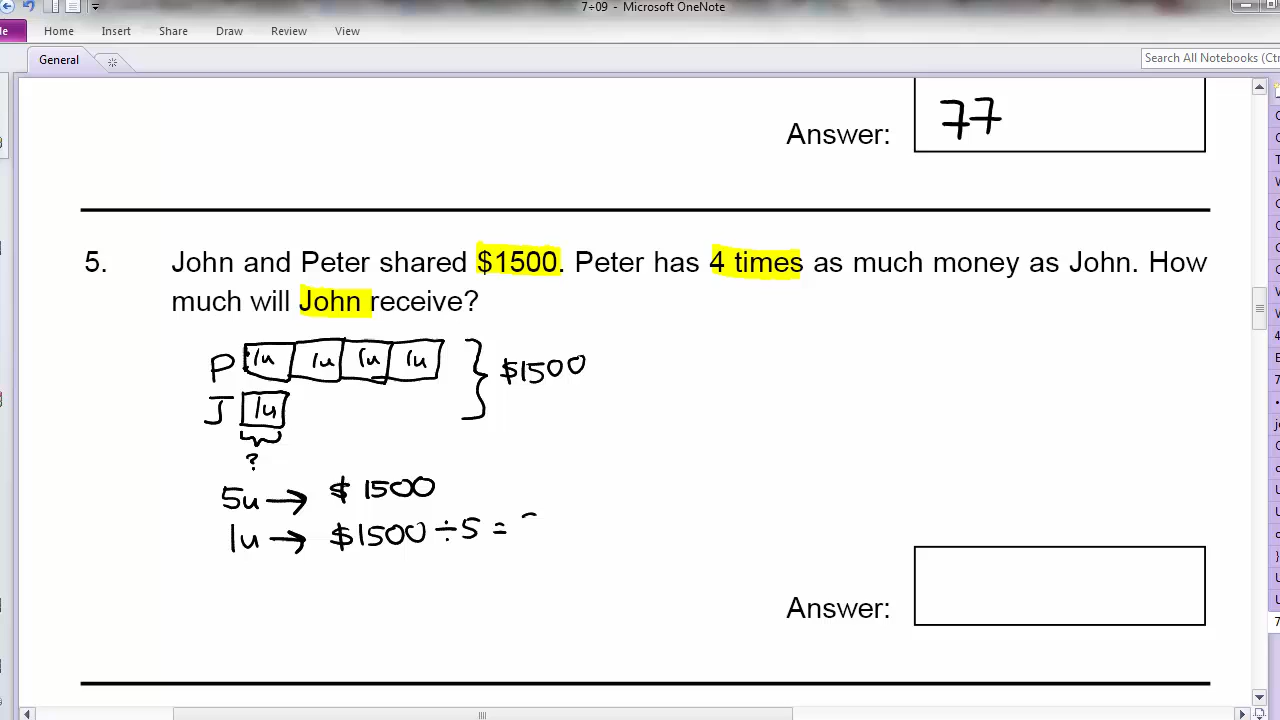 7÷09 - Microsoft OneNote
Home Insert Share Draw Review View
General
Search All Notebooks (Ctr
Answer: 77
5. John and Peter shared $1500. Peter has 4 times as much money as John. How
much will John receive?
P 1u 1u 1u 1u $1500
J 1u
?
5u → $1500
1u → $1500 ÷ 5 =
Answer: